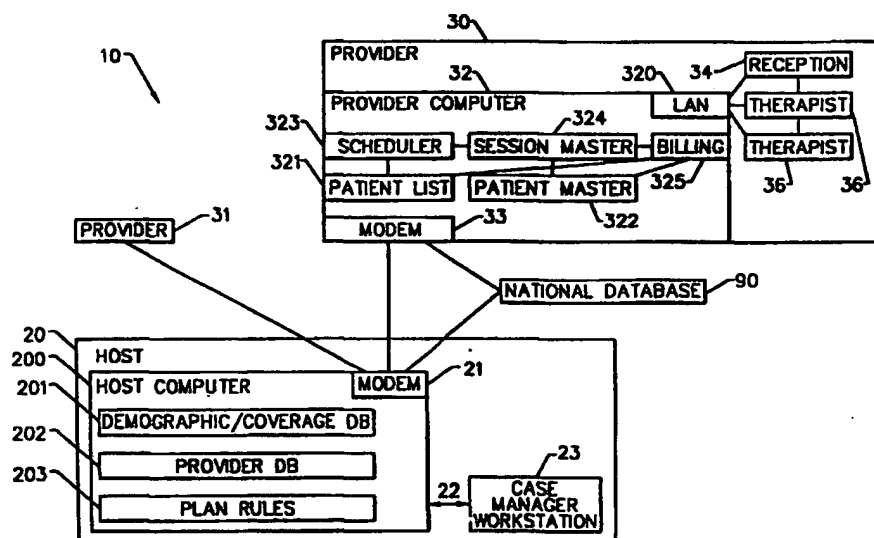 30
10
PROVIDER
34
RECEPTION
32
320
PROVIDER COMPUTER
LAN
THERAPIST
323
324
SCHEDULER
SESSION MASTER
BILLING
THERAPIST
321
325
36
36
PATIENT LIST
PATIENT MASTER
322
31
33
PROVIDER
MODEM
NATIONAL DATABASE
90
20
HOST
200
HOST COMPUTER
MODEM
21
201
DEMOGRAPHIC/COVERAGE DB
202
PROVIDER DB
23
203
PLAN RULES
22
CASE
MANAGER
WORKSTATION